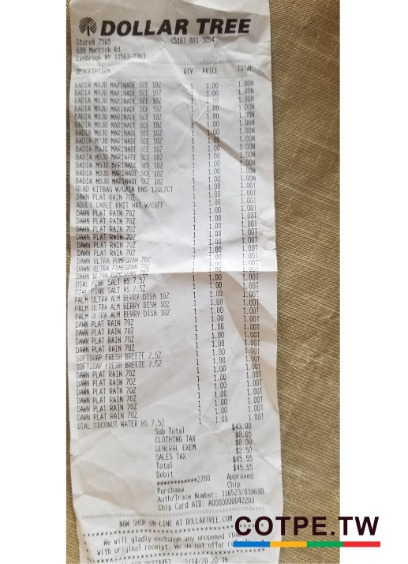 DOLLAR TREE
Store# 7565
699 Merrick Rd
Lynbrook NY 11563-2361
DESCRIPTION QTY PRICE TOTAL
BADIA MOJO MARINADE SCE 10Z 1 1.00 1.00N
BADIA MOJO MARINADE SCE 10Z 1 1.00 1.00N
BADIA MOJO MARINADE SCE 10Z 1 1.00 1.00N
BADIA MOJO MARINADE SCE 10Z 1 1.00 1.00N
BADIA MOJO MARINADE SCE 10Z 1 1.00 1.00N
BADIA MOJO MARINADE SCE 10Z 1 1.00 1.00N
BADIA MOJO MARINADE SCE 10Z 1 1.00 1.00N
BADIA MOJO MARINADE SCE 10Z 1 1.00 1.00N
BADIA MOJO MARINADE SCE 10Z 1 1.00 1.00N
BADIA MOJO MARINADE SCE 10Z 1 1.00 1.00N
BADIA MOJO MARINADE SCE 10Z 1 1.00 1.00N
BADIA MOJO MARINADE SCE 10Z 1 1.00 1.00N
GLAD KITBAG 1 1.00 1.00T
DAWN PLAT RAIN 7OZ 1 1.00 1.00T
ADULT CABLE KNIT HAT W/CUFF 1 1.00 1.00T
DAWN PLAT RAIN 7OZ 1 1.00 1.00T
DAWN PLAT RAIN 7OZ 1 1.00 1.00T
DAWN PLAT RAIN 7OZ 1 1.00 1.00T
DAWN PLAT RAIN 7OZ 1 1.00 1.00T
DAWN PLAT RAIN 7OZ 1 1.00 1.00T
DAWN PLAT RAIN 7OZ 1 1.00 1.00T
DAWN ULTRA POMEGRAN 7OZ 1 1.00 1.00T
DAWN ULTRA POMEGRAN 7OZ 1 1.00 1.00T
DAWN ULTRA POMEGRAN 7OZ 1 1.00 1.00T
DIAL PINK SALT HS 7.5Z 1 1.00 1.00T
DIAL PINK SALT HS 7.5Z 1 1.00 1.00T
PALM ULTRA ALM BERRY DISH 10Z 1 1.00 1.00T
PALM ULTRA ALM BERRY DISH 10Z 1 1.00 1.00T
PALM ULTRA ALM BERRY DISH 10Z 1 1.00 1.00T
DAWN PLAT RAIN 7OZ 1 1.00 1.00T
DAWN PLAT RAIN 7OZ 1 1.00 1.00T
DAWN PLAT RAIN 7OZ 1 1.00 1.00T
DAWN PLAT RAIN 7OZ 1 1.00 1.00T
SOFTSOAP FRESH BREEZE 7.5Z 1 1.00 1.00T
SOFTSOAP FRESH BREEZE 7.5Z 1 1.00 1.00T
DAWN PLAT RAIN 7OZ 1 1.00 1.00T
DAWN PLAT RAIN 7OZ 1 1.00 1.00T
DAWN PLAT RAIN 7OZ 1 1.00 1.00T
DAWN PLAT RAIN 7OZ 1 1.00 1.00T
DAWN PLAT RAIN 7OZ 1 1.00 1.00T
DAWN PLAT RAIN 7OZ 1 1.00 1.00T
DIAL COCONUT WATER HS 7.5Z 1 1.00 1.00T
Sub Total $43.00
CLOTHING TAX $0.05
GENERAL EXEM $0.00
SALES TAX $2.50
Total $45.55
Debit $45.55
2789 Approved
Purchase Chip
Auth/Trace Number:
Chip Card AID: A0000000042203
NOW SHOP ON-LINE AT DOLLARTREE.COM
We will gladly exchange any unopened item
with original receipt. We do not offer
COTPE.TW